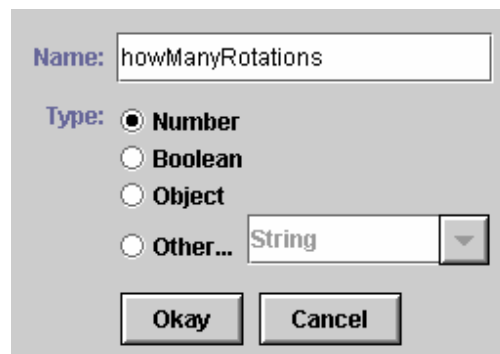 Name: howManyRotations
Type: Number
Boolean
Object
Other... String
Okay Cancel